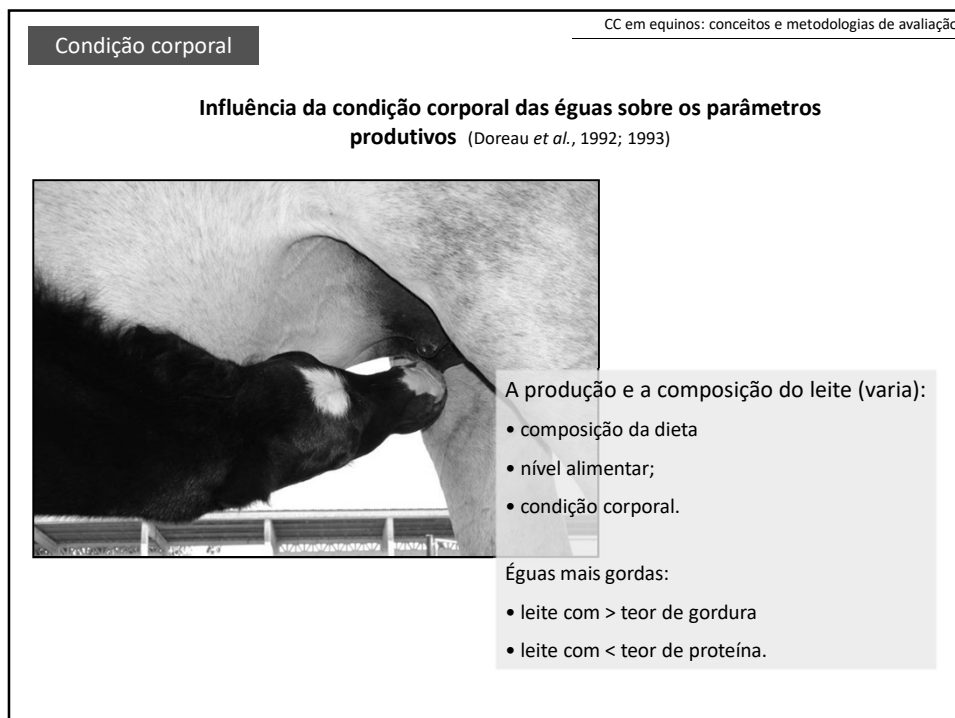 CC em equinos: conceitos e metodologias de avaliação
Condição corporal
Influência da condição corporal das éguas sobre os parâmetros
produtivos (Doreau et al., 1992; 1993)
A produção e a composição do leite (varia):
• composição da dieta
• nível alimentar;
• condição corporal.
Éguas mais gordas:
• leite com > teor de gordura
• leite com < teor de proteína.